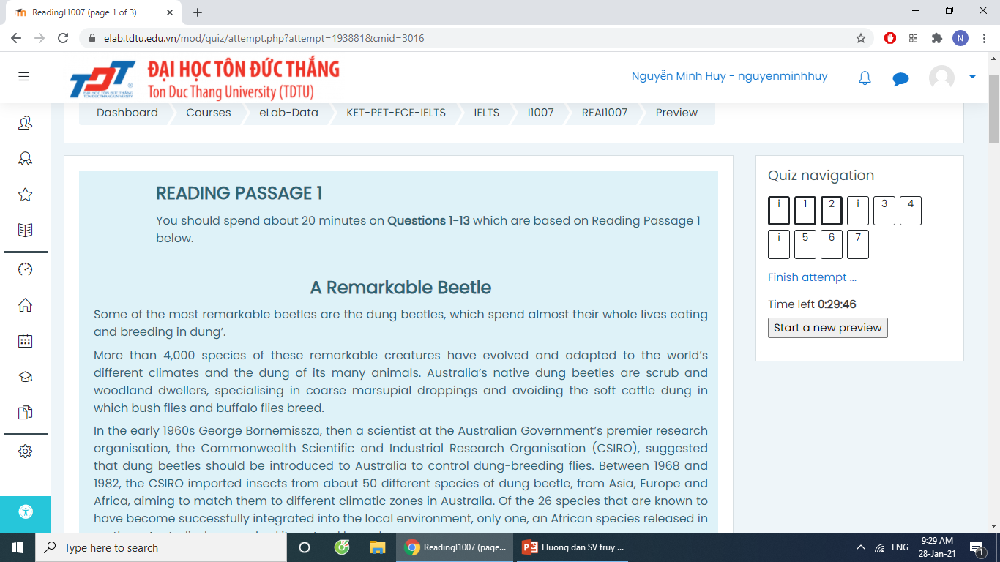 ReadingI1007 (page 1 of 3)
elab.tdtu.edu.vn/mod/quiz/attempt.php?attempt=193881&cmid=3016
N
TDT
ĐẠI HỌC TÔN ĐỨC THẮNG
TON DUC THANG UNIVERSITY
ĐẠI HỌC TÔN ĐỨC THẮNG
Ton Duc Thang University (TDTU)
Nguyễn Minh Huy - nguyenminhhuy
Dashboard Courses eLab-Data KET-PET-FCE-IELTS IELTS I1007 REAI1007 Preview
READING PASSAGE 1
You should spend about 20 minutes on Questions 1-13 which are based on Reading Passage 1
below.
A Remarkable Beetle
Some of the most remarkable beetles are the dung beetles, which spend almost their whole lives eating
and breeding in dung’.
More than 4,000 species of these remarkable creatures have evolved and adapted to the world’s
different climates and the dung of its many animals. Australia’s native dung beetles are scrub and
woodland dwellers, specialising in coarse marsupial droppings and avoiding the soft cattle dung in
which bush flies and buffalo flies breed.
In the early 1960s George Bornemissza, then a scientist at the Australian Government’s premier research
organisation, the Commonwealth Scientific and Industrial Research Organisation (CSIRO), suggested
that dung beetles should be introduced to Australia to control dung-breeding flies. Between 1968 and
1982, the CSIRO imported insects from about 50 different species of dung beetle, from Asia, Europe and
Africa, aiming to match them to different climatic zones in Australia. Of the 26 species that are known to
have become successfully integrated into the local environment, only one, an African species released in
Quiz navigation
i 1 2 i 3 4
i 5 6 7
Finish attempt ...
Time left 0:29:46
Start a new preview
Type here to search
ReadingI1007 (page...
Huong dan SV truy ...
ENG
9:29 AM
28-Jan-21
1